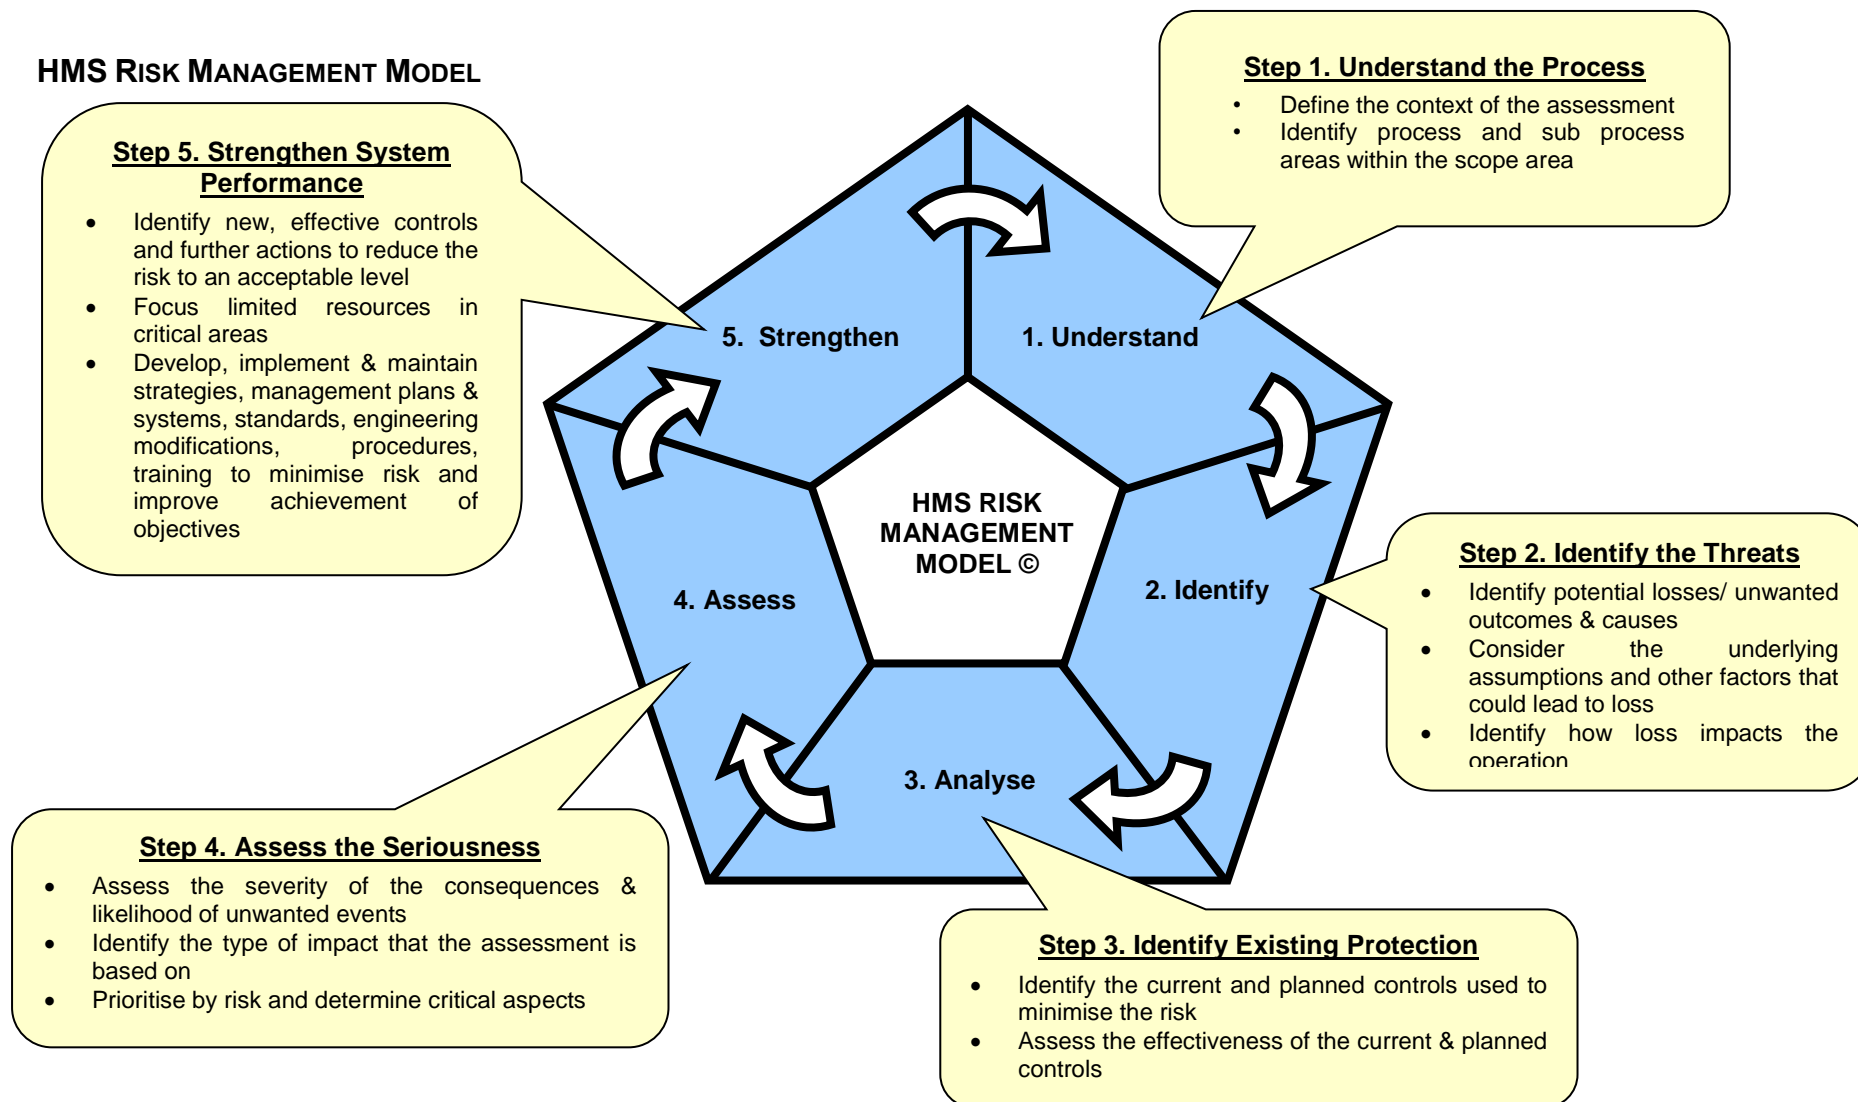 HMS RISK MANAGEMENT MODEL
Step 1. Understand the Process
• Define the context of the assessment
• Identify process and sub process
areas within the scope area
Step 5. Strengthen System
Performance
• Identify new, effective controls
and further actions to reduce the
risk to an acceptable level
• Focus limited resources in
critical areas
• Develop, implement & maintain
strategies, management plans &
systems, standards, engineering
modifications, procedures,
training to minimise risk and
improve achievement of
objectives
5. Strengthen
1. Understand
HMS RISK
MANAGEMENT
MODEL ©
4. Assess
2. Identify
3. Analyse
Step 2. Identify the Threats
• Identify potential losses/ unwanted
outcomes & causes
• Consider the underlying
assumptions and other factors that
could lead to loss
• Identify how loss impacts the
operation
Step 4. Assess the Seriousness
• Assess the severity of the consequences &
likelihood of unwanted events
• Identify the type of impact that the assessment is
based on
• Prioritise by risk and determine critical aspects
Step 3. Identify Existing Protection
• Identify the current and planned controls used to
minimise the risk
• Assess the effectiveness of the current & planned
controls